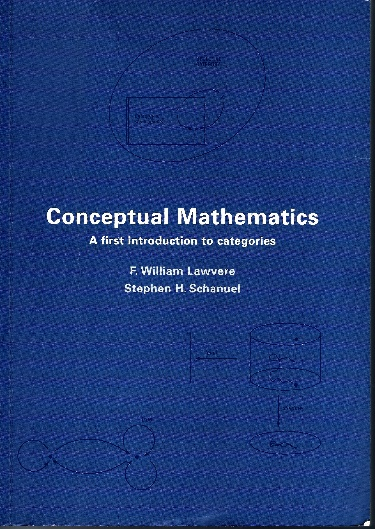 Conceptual Mathematics
A first introduction to categories
F. William Lawvere
Stephen H. Schanuel